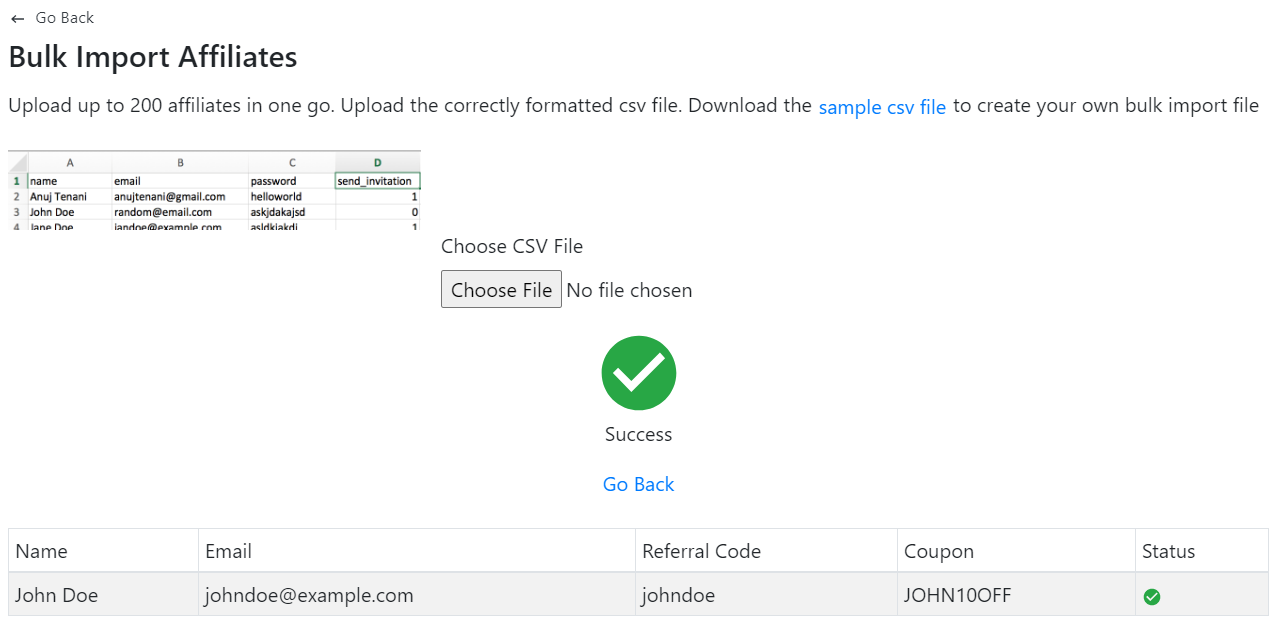 ← Go Back
Bulk Import Affiliates
Upload up to 200 affiliates in one go. Upload the correctly formatted csv file. Download the sample csv file to create your own bulk import file
A B C D
1 name email password send_invitation
2 Anuj Tenani anujtenani@gmail.com helloworld 1
3 John Doe random@email.com askjdakajsd 0
4 Jane Doe jandoe@example.com 1
Choose CSV File
Choose File No file chosen
Success
Go Back
Name Email Referral Code Coupon Status
John Doe johndoe@example.com johndoe JOHN10OFF